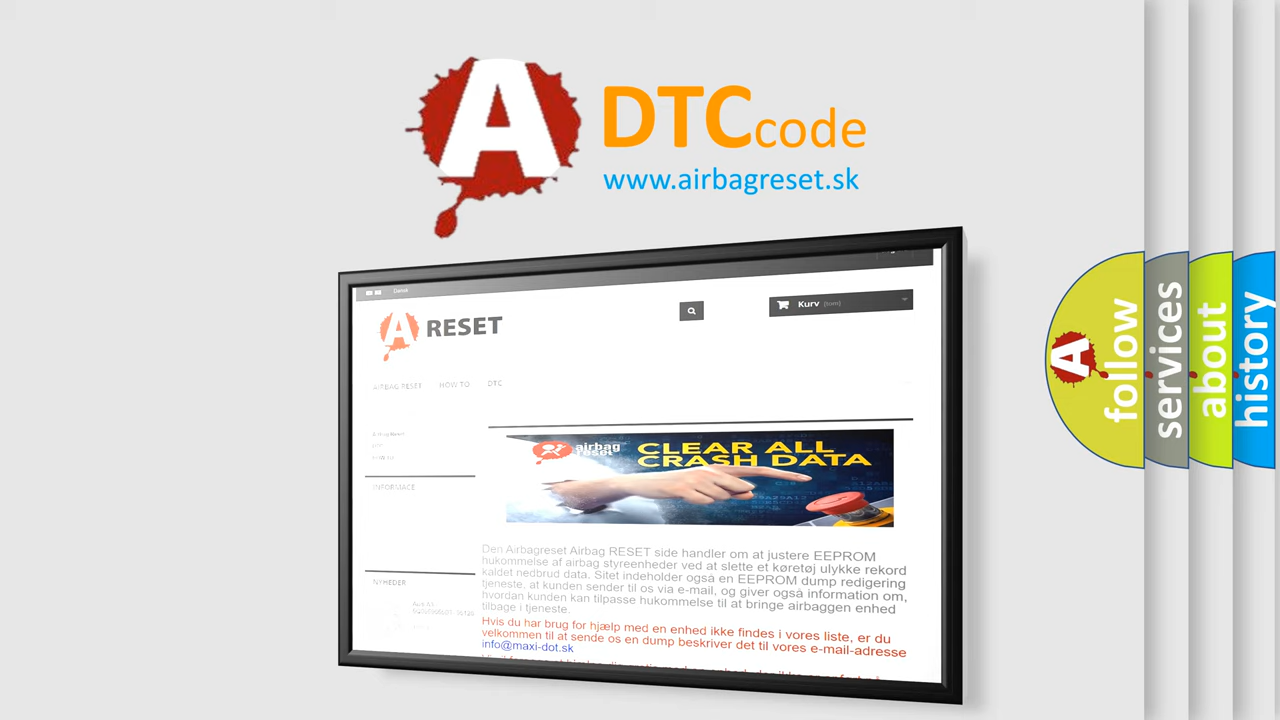 A
DTCcode
www.airbagreset.sk
Dansk
A RESET
Kurv (tom)
AIRBAG RESET HOW TO DTC
INFORMACE
NYHEDER
airbag
reset
CLEAR ALL
CRASH DATA
Den Airbagreset Airbag RESET side handler om at justere EEPROM
hukommelse af airbag styreenheder ved at slette et køretøj ulykke rekord
kaldet nedbrud data. Sitet indeholder også en EEPROM dump redigering
tjeneste, at kunden sender til os via e-mail, og giver også information om,
hvordan kunden kan tilpasse hukommelse til at bringe airbaggen enhed
tilbage i tjeneste.
Hvis du har brug for hjælp med en enhed ikke findes i vores liste, er du
velkommen til at sende os en dump beskriver det til vores e-mail-adresse
info@maxi-dot.sk
A
follow
services
about
history